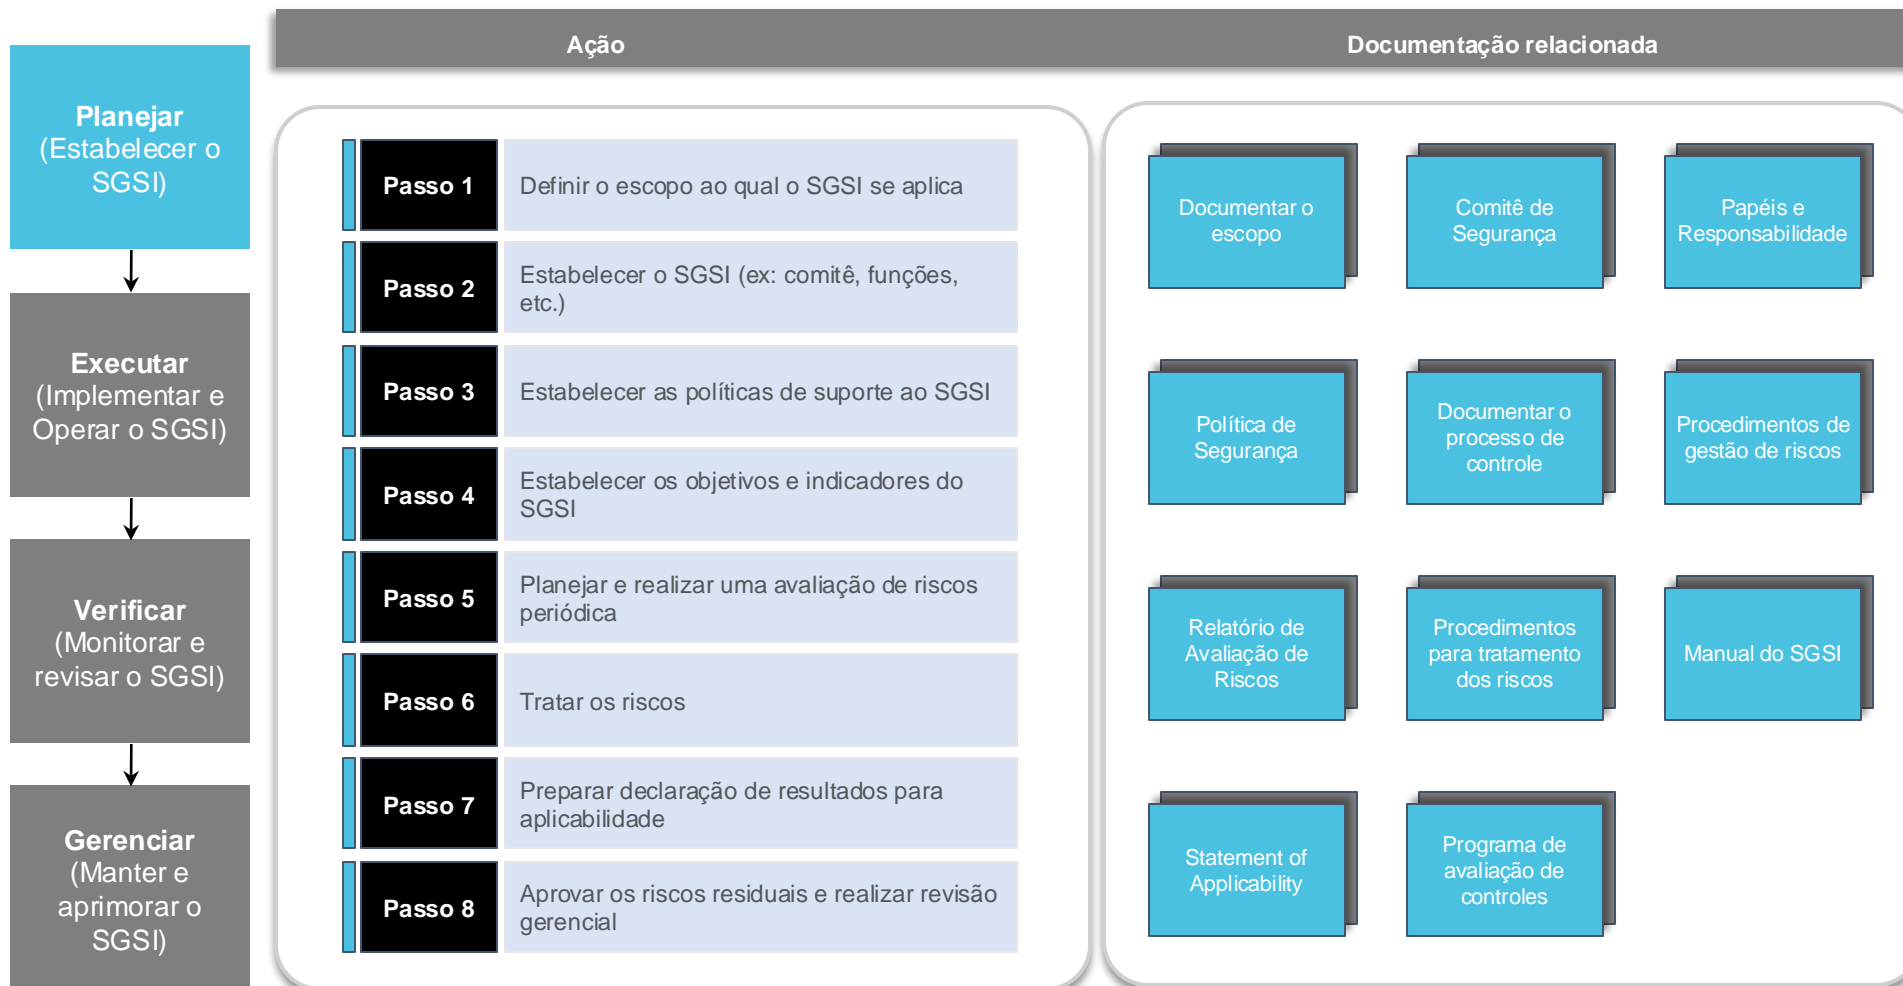 Ação
Documentação relacionada
Planejar
(Estabelecer o
SGSI)
Executar
(Implementar e
Operar o SGSI)
Verificar
(Monitorar e
revisar o SGSI)
Gerenciar
(Manter e
aprimorar o
SGSI)
Passo 1
Definir o escopo ao qual o SGSI se aplica
Passo 2
Estabelecer o SGSI (ex: comitê, funções,
etc.)
Passo 3
Estabelecer as políticas de suporte ao SGSI
Passo 4
Estabelecer os objetivos e indicadores do
SGSI
Passo 5
Planejar e realizar uma avaliação de riscos
periódica
Passo 6
Tratar os riscos
Passo 7
Preparar declaração de resultados para
aplicabilidade
Passo 8
Aprovar os riscos residuais e realizar revisão
gerencial
Documentar o
escopo
Comitê de
Segurança
Papéis e
Responsabilidade
Política de
Segurança
Documentar o
processo de
controle
Procedimentos de
gestão de riscos
Relatório de
Avaliação de
Riscos
Procedimentos
para tratamento
dos riscos
Manual do SGSI
Statement of
Applicability
Programa de
avaliação de
controles